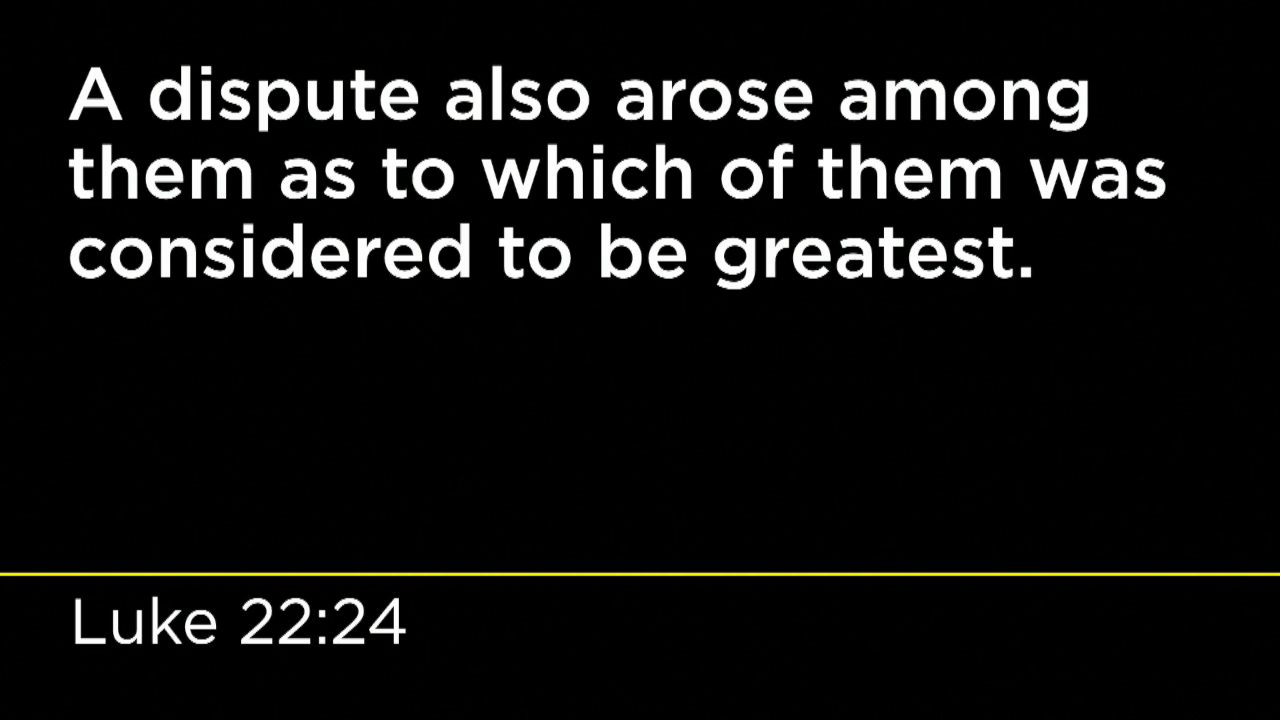 A dispute also arose among
them as to which of them was
considered to be greatest.
Luke 22:24